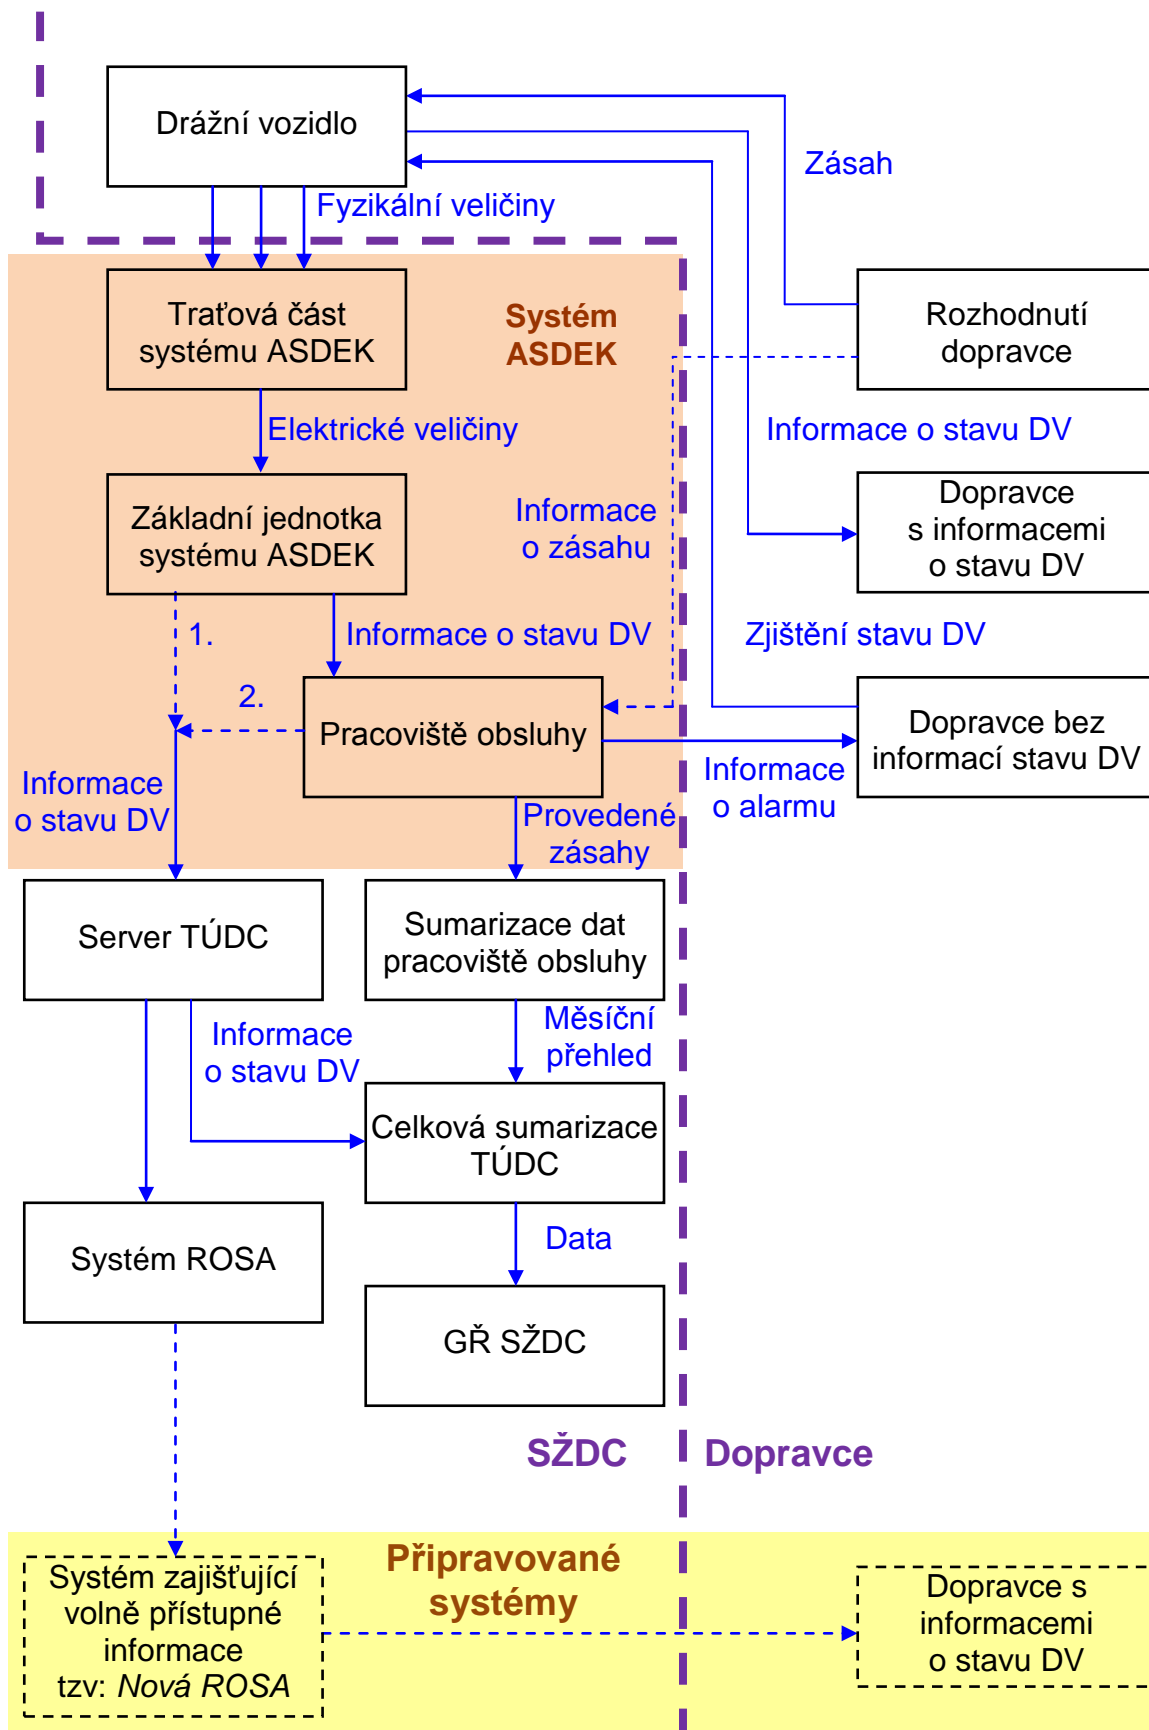 Drážní vozidlo
Zásah
Fyzikální veličiny
Traťová část
systému ASDEK
Systém
ASDEK
Rozhodnutí
dopravce
Elektrické veličiny
Informace o stavu DV
Základní jednotka
systému ASDEK
Informace
o zásahu
Dopravce
s informacemi
o stavu DV
1.
Informace o stavu DV
Zjištění stavu DV
2.
Pracoviště obsluhy
Dopravce bez
informací stavu DV
Informace
o stavu DV
Informace
o alarmu
Provedené
zásahy
Server TÚDC
Sumarizace dat
pracoviště obsluhy
Informace
o stavu DV
Měsíční
přehled
Celková sumarizace
TÚDC
Systém ROSA
Data
GŘ SŽDC
SŽDC
Dopravce
Připravované
systémy
Systém zajišťující
volně přístupné
informace
tzv: Nová ROSA
Dopravce s
informacemi
o stavu DV